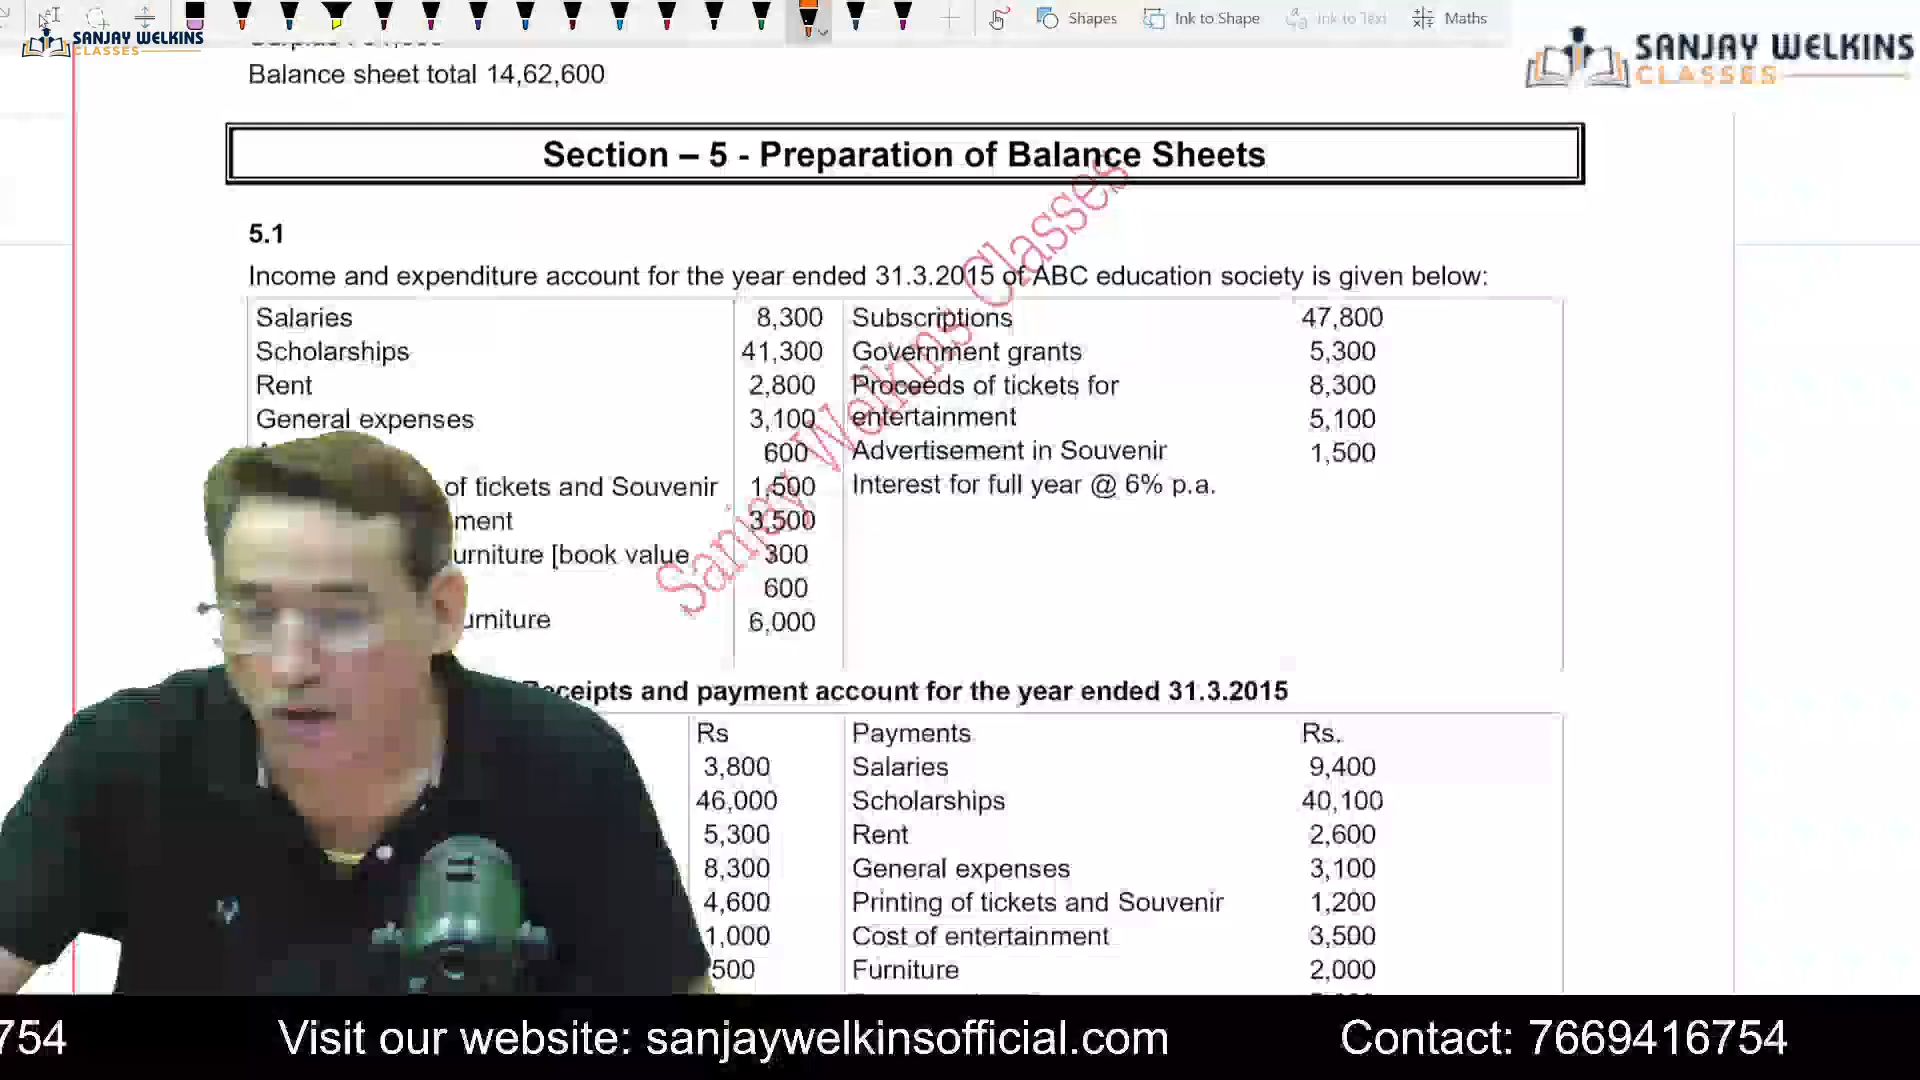 Shapes
Ink to Shape
Ink to Text
Maths
SANJAY WELKINS
CLASSES
SANJAY WELKINS
CLASSES
Balance sheet total 14,62,600
Section – 5 - Preparation of Balance Sheets
5.1
Income and expenditure account for the year ended 31.3.2015 of ABC education society is given below:
Salaries 8,300 Subscriptions 47,800
Scholarships 41,300 Government grants 5,300
Rent 2,800 Proceeds of tickets for 8,300
General expenses 3,100 entertainment 5,100
600 Advertisement in Souvenir 1,500
of tickets and Souvenir 1,500 Interest for full year @ 6% p.a.
ment 3,500
urniture [book value 300
600
urniture 6,000
Sanjay Welkins Classes
Receipts and payment account for the year ended 31.3.2015
Rs Payments Rs.
3,800 Salaries 9,400
46,000 Scholarships 40,100
5,300 Rent 2,600
8,300 General expenses 3,100
4,600 Printing of tickets and Souvenir 1,200
1,000 Cost of entertainment 3,500
500 Furniture 2,000
754 Visit our website: sanjaywelkinsofficial.com Contact: 7669416754